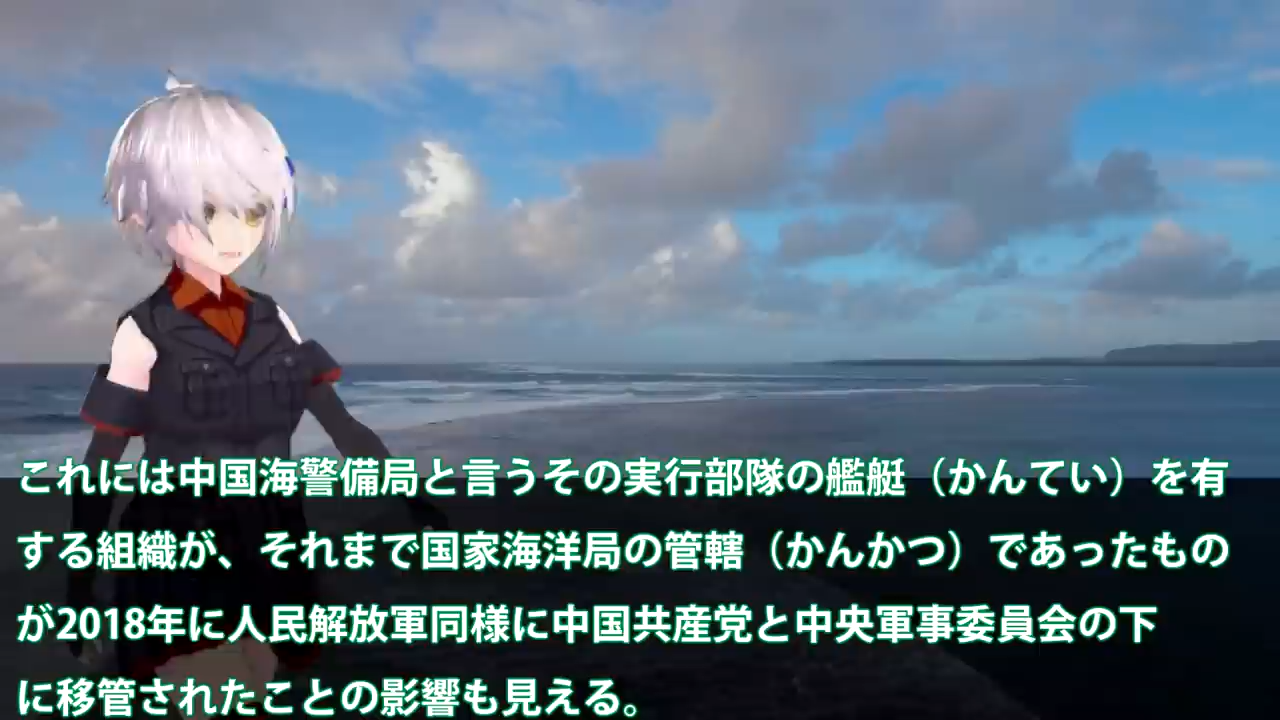 これには中国海警備局と言うその実行部隊の艦艇（かんてい）を有
する組織が、それまで国家海洋局の管轄（かんかつ）であったもの
が2018年に人民解放軍同様に中国共産党と中央軍事委員会の下
に移管されたことの影響も見える。